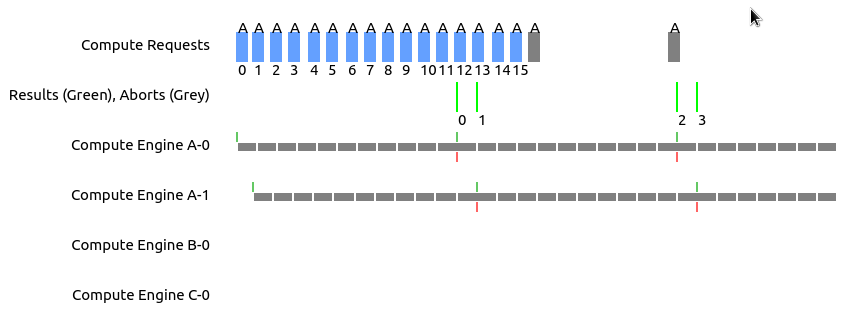 A A A A A A A A A A A A A A A A A A
Compute Requests
0 1 2 3 4 5 6 7 8 9 10 11 12 13 14 15
Results (Green), Aborts (Grey)
0 1 2 3
Compute Engine A-0
Compute Engine A-1
Compute Engine B-0
Compute Engine C-0